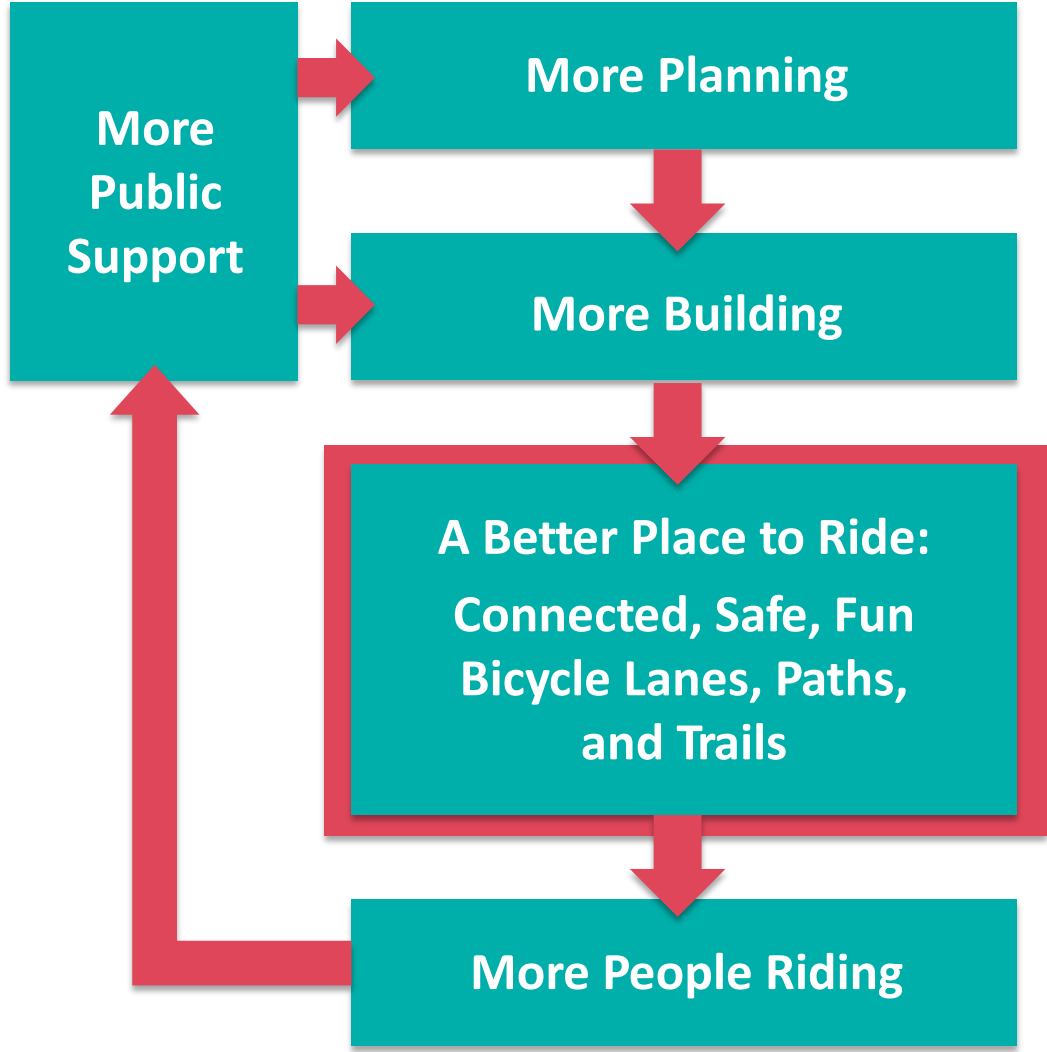 More
Public
Support
More Planning
More Building
A Better Place to Ride:
Connected, Safe, Fun
Bicycle Lanes, Paths,
and Trails
More People Riding